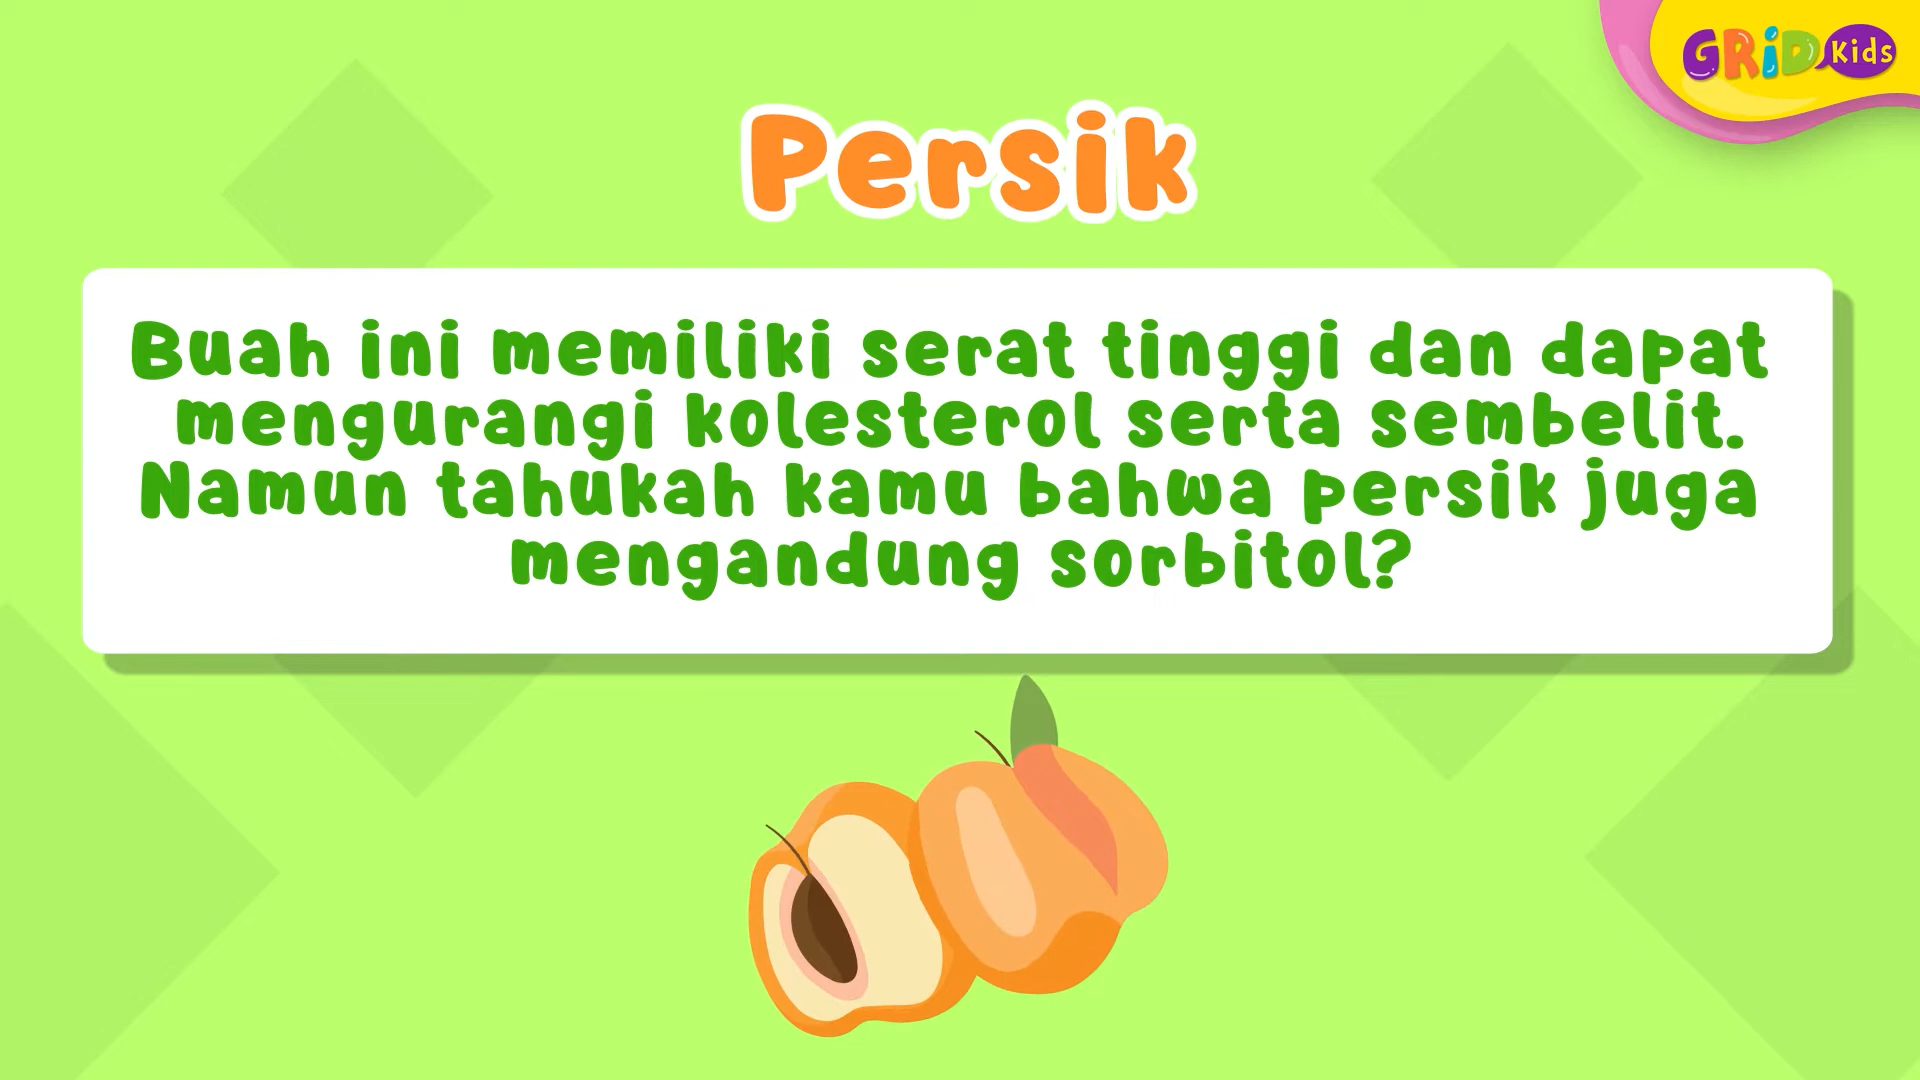 GRiD Kids
Persik
Buah ini memiliki serat tinggi dan dapat
mengurangi kolesterol serta sembelit.
Namun tahukah kamu bahwa persik juga
mengandung sorbitol?